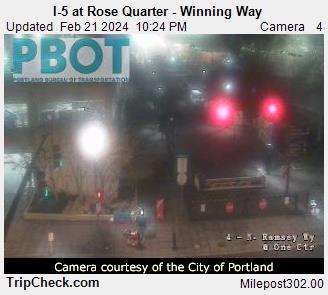 I-5 at Rose Quarter - Winning Way
Updated Feb 21 2024 10:24 PM Camera 4
PBOT
PORTLAND BUREAU OF TRANSPORTATION
4 - N. Ramsey Wy
@ One Ctr
Camera courtesy of the City of Portland
TripCheck.com Milepost302.00